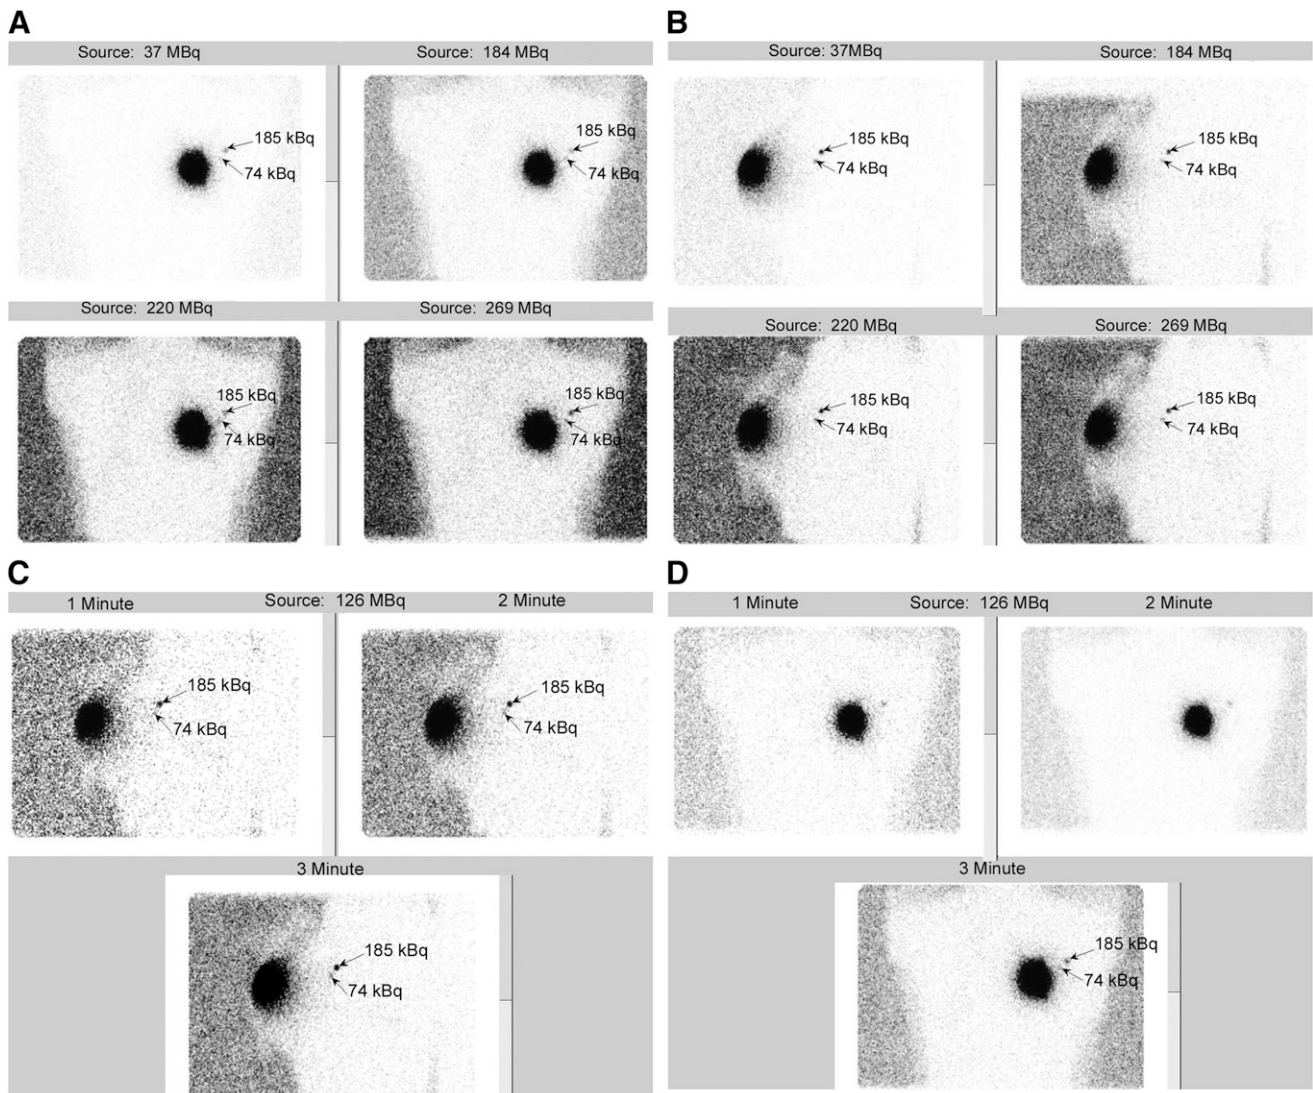 A
B
Source: 37 MBq
Source: 184 MBq
Source: 37MBq
Source: 184 MBq
185 kBq
74 kBq
185 kBq
74 kBq
185 kBq
74 kBq
185 kBq
74 kBq
Source: 220 MBq
Source: 269 MBq
Source: 220 MBq
Source: 269 MBq
185 kBq
74 kBq
185 kBq
74 kBq
185 kBq
74 kBq
185 kBq
74 kBq
C
D
1 Minute
Source: 126 MBq
2 Minute
1 Minute
Source: 126 MBq
2 Minute
185 kBq
74 kBq
185 kBq
74 kBq
3 Minute
3 Minute
185 kBq
74 kBq
185 kBq
74 kBq